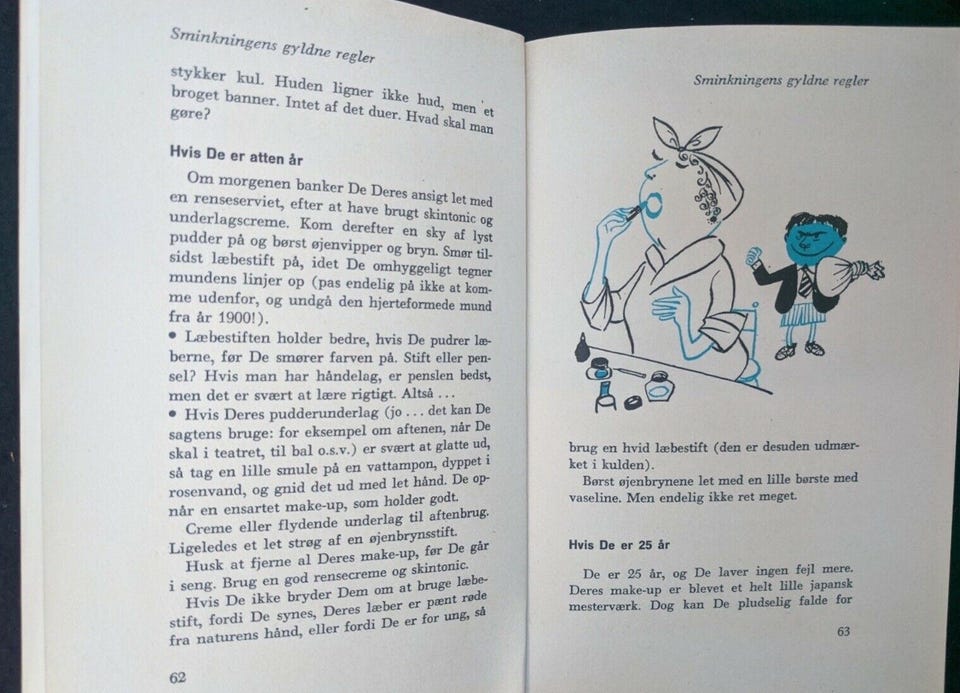 Sminkningens gyldne regler
stykker kul. Huden ligner ikke hud, men et
broget banner. Intet af det duer. Hvad skal man
gøre?
Hvis De er atten år
Om morgenen banker De Deres ansigt let med
en renseserviet, efter at have brugt skintonic og
underlagscreme. Kom derefter en sky af lyst
pudder på og børst øjenvipper og bryn. Smør til-
sidst læbestift på, idet De omhyggeligt tegner
mundens linjer op (pas endelig på ikke at kom-
me udenfor, og undgå den hjerteformede mund
fra år 1900!).
• Læbestiften holder bedre, hvis De pudrer læ-
berne, før De smører farven på. Stift eller pen-
sel? Hvis man har håndelag, er penslen bedst,
men det er svært at lære rigtigt. Altså ...
• Hvis Deres pudderunderlag (jo ... det kan De
sagtens bruge: for eksempel om aftenen, når De
skal i teatret, til bal o.s.v.) er svært at glatte ud,
så tag en lille smule på en vattampon, dyppet i
rosenvand, og gnid det ud med let hånd. De op-
når en ensartet make-up, som holder godt.
Creme eller flydende underlag til aftenbrug.
Ligeledes et let strøg af en øjenbrynsstift.
Husk at fjerne al Deres make-up, før De går
i seng. Brug en god rensecreme og skintonic.
Hvis De ikke bryder Dem om at bruge læbe-
stift, fordi De synes, Deres læber er pænt røde
fra naturens hånd, eller fordi De er for ung, så
62
Sminkningens gyldne regler
brug en hvid læbestift (den er desuden udmær-
ket i kulden).
Børst øjenbrynene let med en lille børste med
vaseline. Men endelig ikke ret meget.
Hvis De er 25 år
De er 25 år, og De laver ingen fejl mere.
Deres make-up er blevet et helt lille japansk
mesterværk. Dog kan De pludselig falde for
63